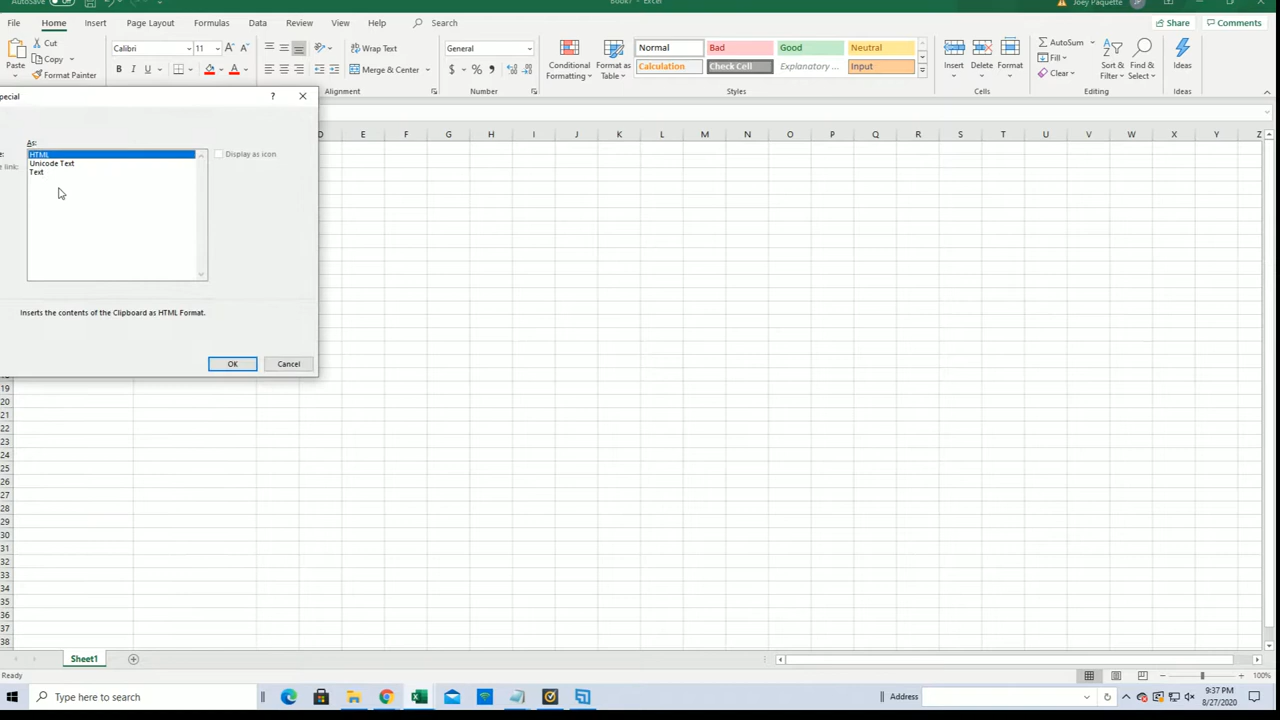 AutoSave Off Book7 - Excel Joey Paquette JP
File Home Insert Page Layout Formulas Data Review View Help Search Share Comments
Paste
Cut
Copy
Format Painter
Calibri 11
B I U
Wrap Text
Merge & Center
Alignment
General
$ % ,
Number
Conditional Formatting
Format as Table
Normal Bad Good Neutral
Calculation Check Cell Explanatory ... Input
Styles
Insert Delete Format
Cells
AutoSum
Fill
Clear
Sort & Filter
Find & Select
Editing
Ideas
Ideas
pecial ?
As:
HTML
Unicode Text
Text
link:
Display as icon
Inserts the contents of the Clipboard as HTML Format.
OK Cancel
E F G H I J K L M N O P Q R S T U V W X Y Z
19
20
21
22
23
24
25
26
27
28
29
30
31
32
33
34
35
36
37
38
Sheet1
Ready 100%
Type here to search
Address
9:37 PM
8/27/2020